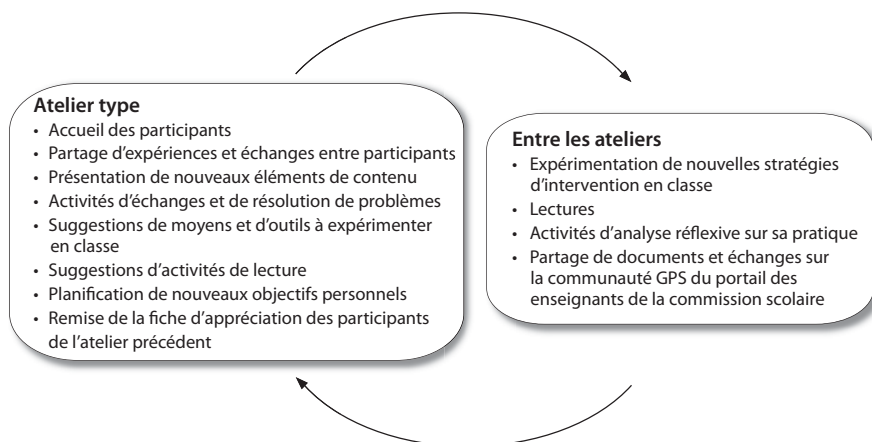 Atelier type
• Accueil des participants
• Partage d'expériences et échanges entre participants
• Présentation de nouveaux éléments de contenu
• Activités d'échanges et de résolution de problèmes
• Suggestions de moyens et d'outils à expérimenter
en classe
• Suggestions d'activités de lecture
• Planification de nouveaux objectifs personnels
• Remise de la fiche d'appréciation des participants
de l'atelier précédent
Entre les ateliers
• Expérimentation de nouvelles stratégies
d'intervention en classe
• Lectures
• Activités d'analyse réflexive sur sa pratique
• Partage de documents et échanges sur
la communauté GPS du portail des
enseignants de la commission scolaire